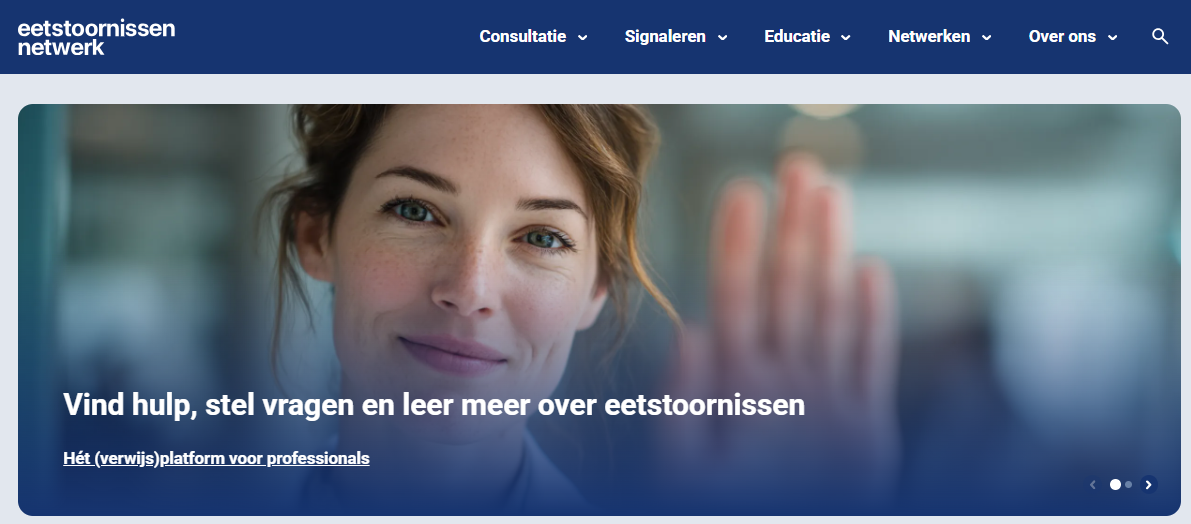 eetstoornissen
netwerk
Consultatie Signaleren Educatie Netwerken Over ons
Vind hulp, stel vragen en leer meer over eetstoornissen
Hét (verwijs)platform voor professionals